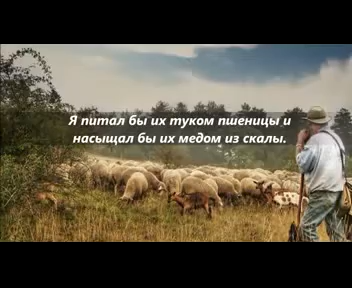 Я питал бы их туком пшеницы и
насыщал бы их медом из скалы.